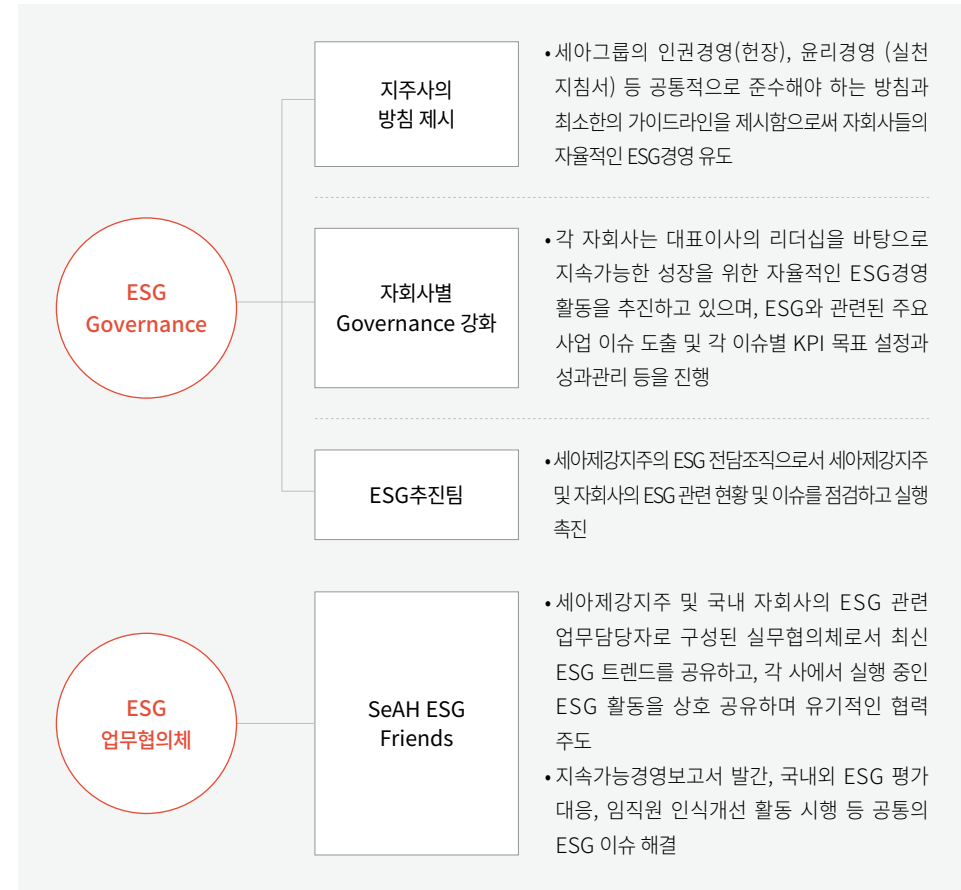 지주사의
방침 제시
• 세아그룹의 인권경영(헌장), 윤리경영 (실천
지침서) 등 공통적으로 준수해야 하는 방침과
최소한의 가이드라인을 제시함으로써 자회사들의
자율적인 ESG경영 유도
ESG
Governance
자회사별
Governance 강화
• 각 자회사는 대표이사의 리더십을 바탕으로
지속가능한 성장을 위한 자율적인 ESG경영
활동을 추진하고 있으며, ESG와 관련된 주요
사업 이슈 도출 및 각 이슈별 KPI 목표 설정과
성과관리 등을 진행
ESG추진팀
• 세아제강지주의 ESG 전담조직으로서 세아제강지주
및 자회사의 ESG 관련 현황 및 이슈를 점검하고 실행
촉진
ESG
업무협의체
SeAH ESG
Friends
• 세아제강지주 및 국내 자회사의 ESG 관련
업무담당자로 구성된 실무협의체로서 최신
ESG 트렌드를 공유하고, 각 사에서 실행 중인
ESG 활동을 상호 공유하며 유기적인 협력
주도
• 지속가능경영보고서 발간, 국내외 ESG 평가
대응, 임직원 인식개선 활동 시행 등 공통의
ESG 이슈 해결